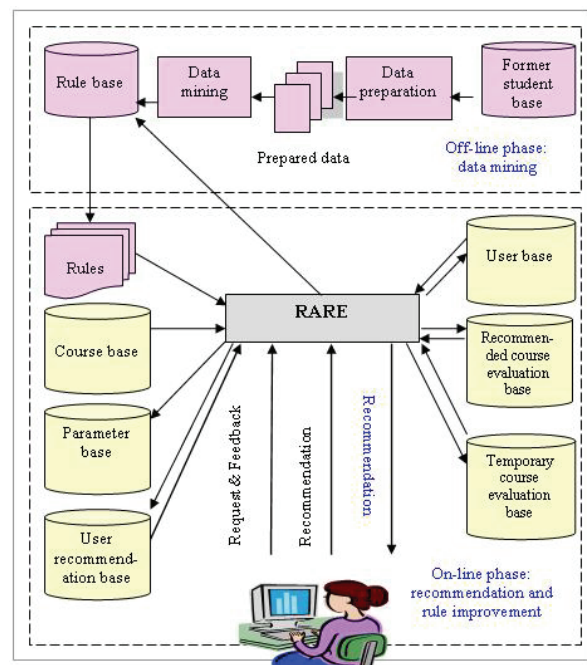 Rule base
Data
mining
Data
preparation
Former
student
base
Prepared data
Off-line phase:
data mining
Rules
RARE
User base
Course base
Recommen-
ded course
evaluation
base
Parameter
base
Temporary
course
evaluation
base
User
recommend-
ation base
Request & Feedback
Recommendation
Recommendation
On-line phase:
recommendation and
rule improvement